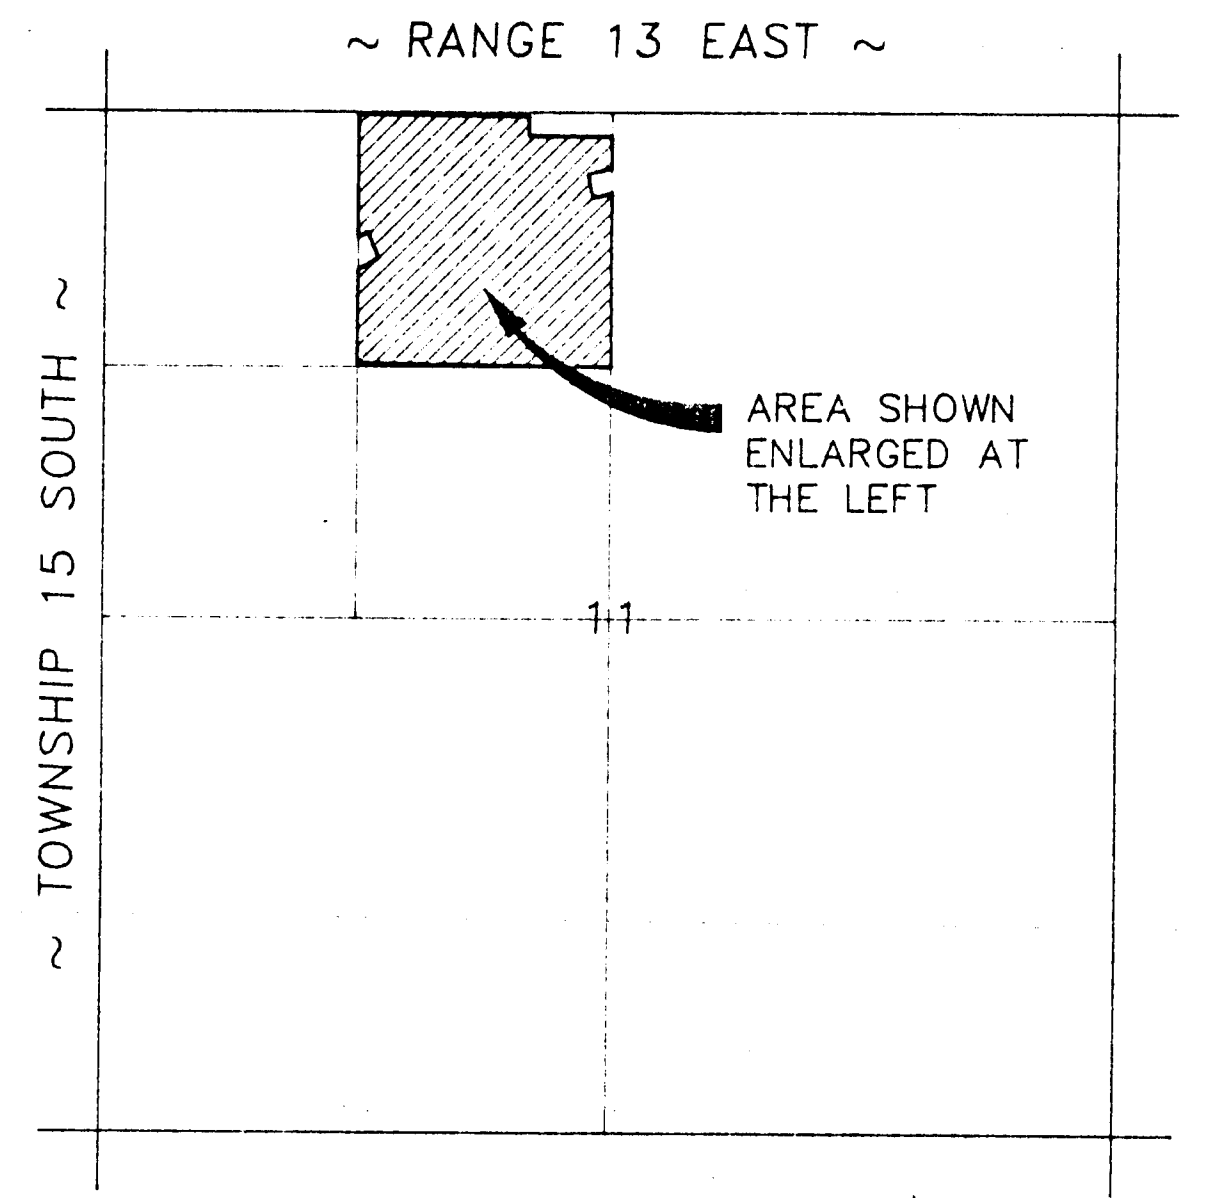 ~ RANGE 13 EAST ~
~ TOWNSHIP 15 SOUTH ~
AREA SHOWN
ENLARGED AT
THE LEFT
11